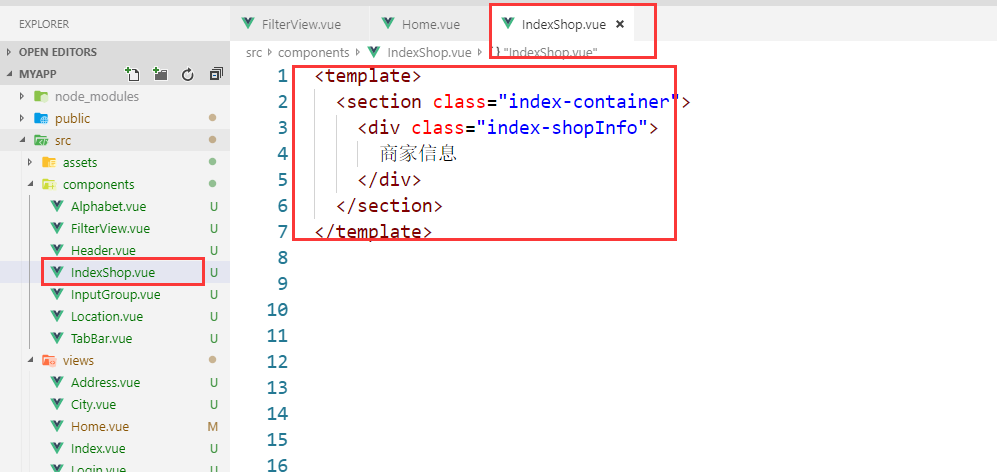 EXPLORER
OPEN EDITORS
MYAPP
node_modules
public
src
assets
components
Alphabet.vue U
FilterView.vue U
Header.vue U
IndexShop.vue U
InputGroup.vue U
Location.vue U
TabBar.vue U
views
Address.vue U
City.vue U
Home.vue M
Index.vue U
Login.vue U
FilterView.vue Home.vue IndexShop.vue ×
src › components › IndexShop.vue › {} "IndexShop.vue"
1 <template>
2 <section class="index-container">
3 <div class="index-shopInfo">
4 商家信息
5 </div>
6 </section>
7 </template>
8
9
10
11
12
13
14
15
16